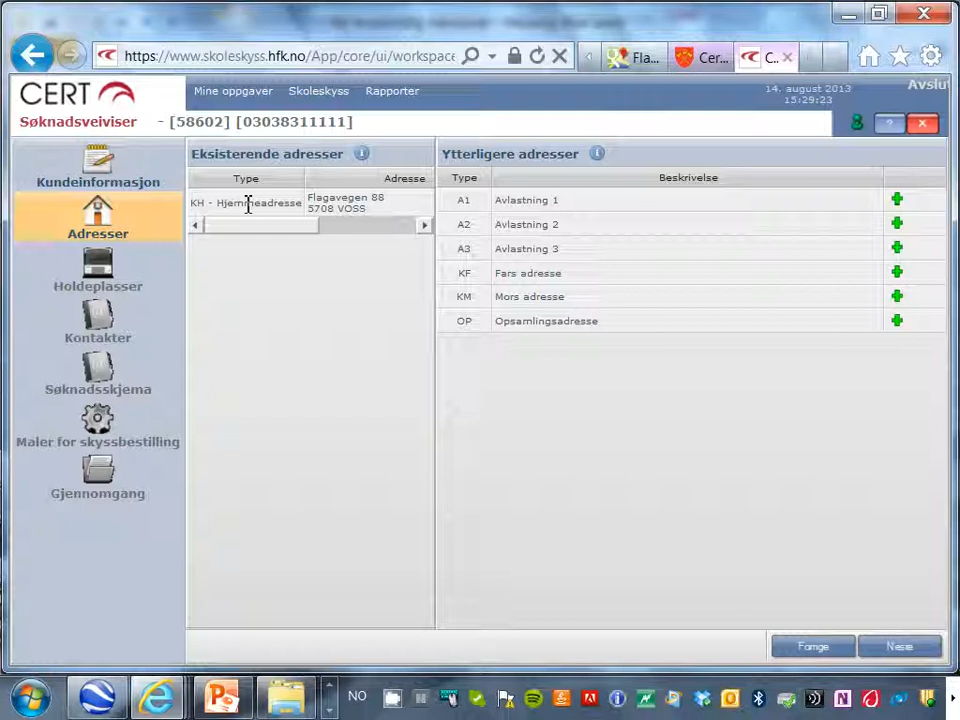 https://www.skoleskyss.hfk.no/App/core/ui/workspace
Fla...
Cer...
C...
CERT
Mine oppgaver
Skoleskyss
Rapporter
14. august 2013
15:29:23
Avslut
Søknadsveiviser
- [58602] [03038311111]
?
Kundeinformasjon
Adresser
Holdeplasser
Kontakter
Søknadsskjema
Maler for skyssbestilling
Gjennomgang
Eksisterende adresser
Type
Adresse
KH - Hjemmeadresse
Flagavegen 88
5708 VOSS
Ytterligere adresser
Type
Beskrivelse
A1
Avlastning 1
A2
Avlastning 2
A3
Avlastning 3
KF
Fars adresse
KM
Mors adresse
OP
Opsamlingsadresse
Forrige
Neste
NO